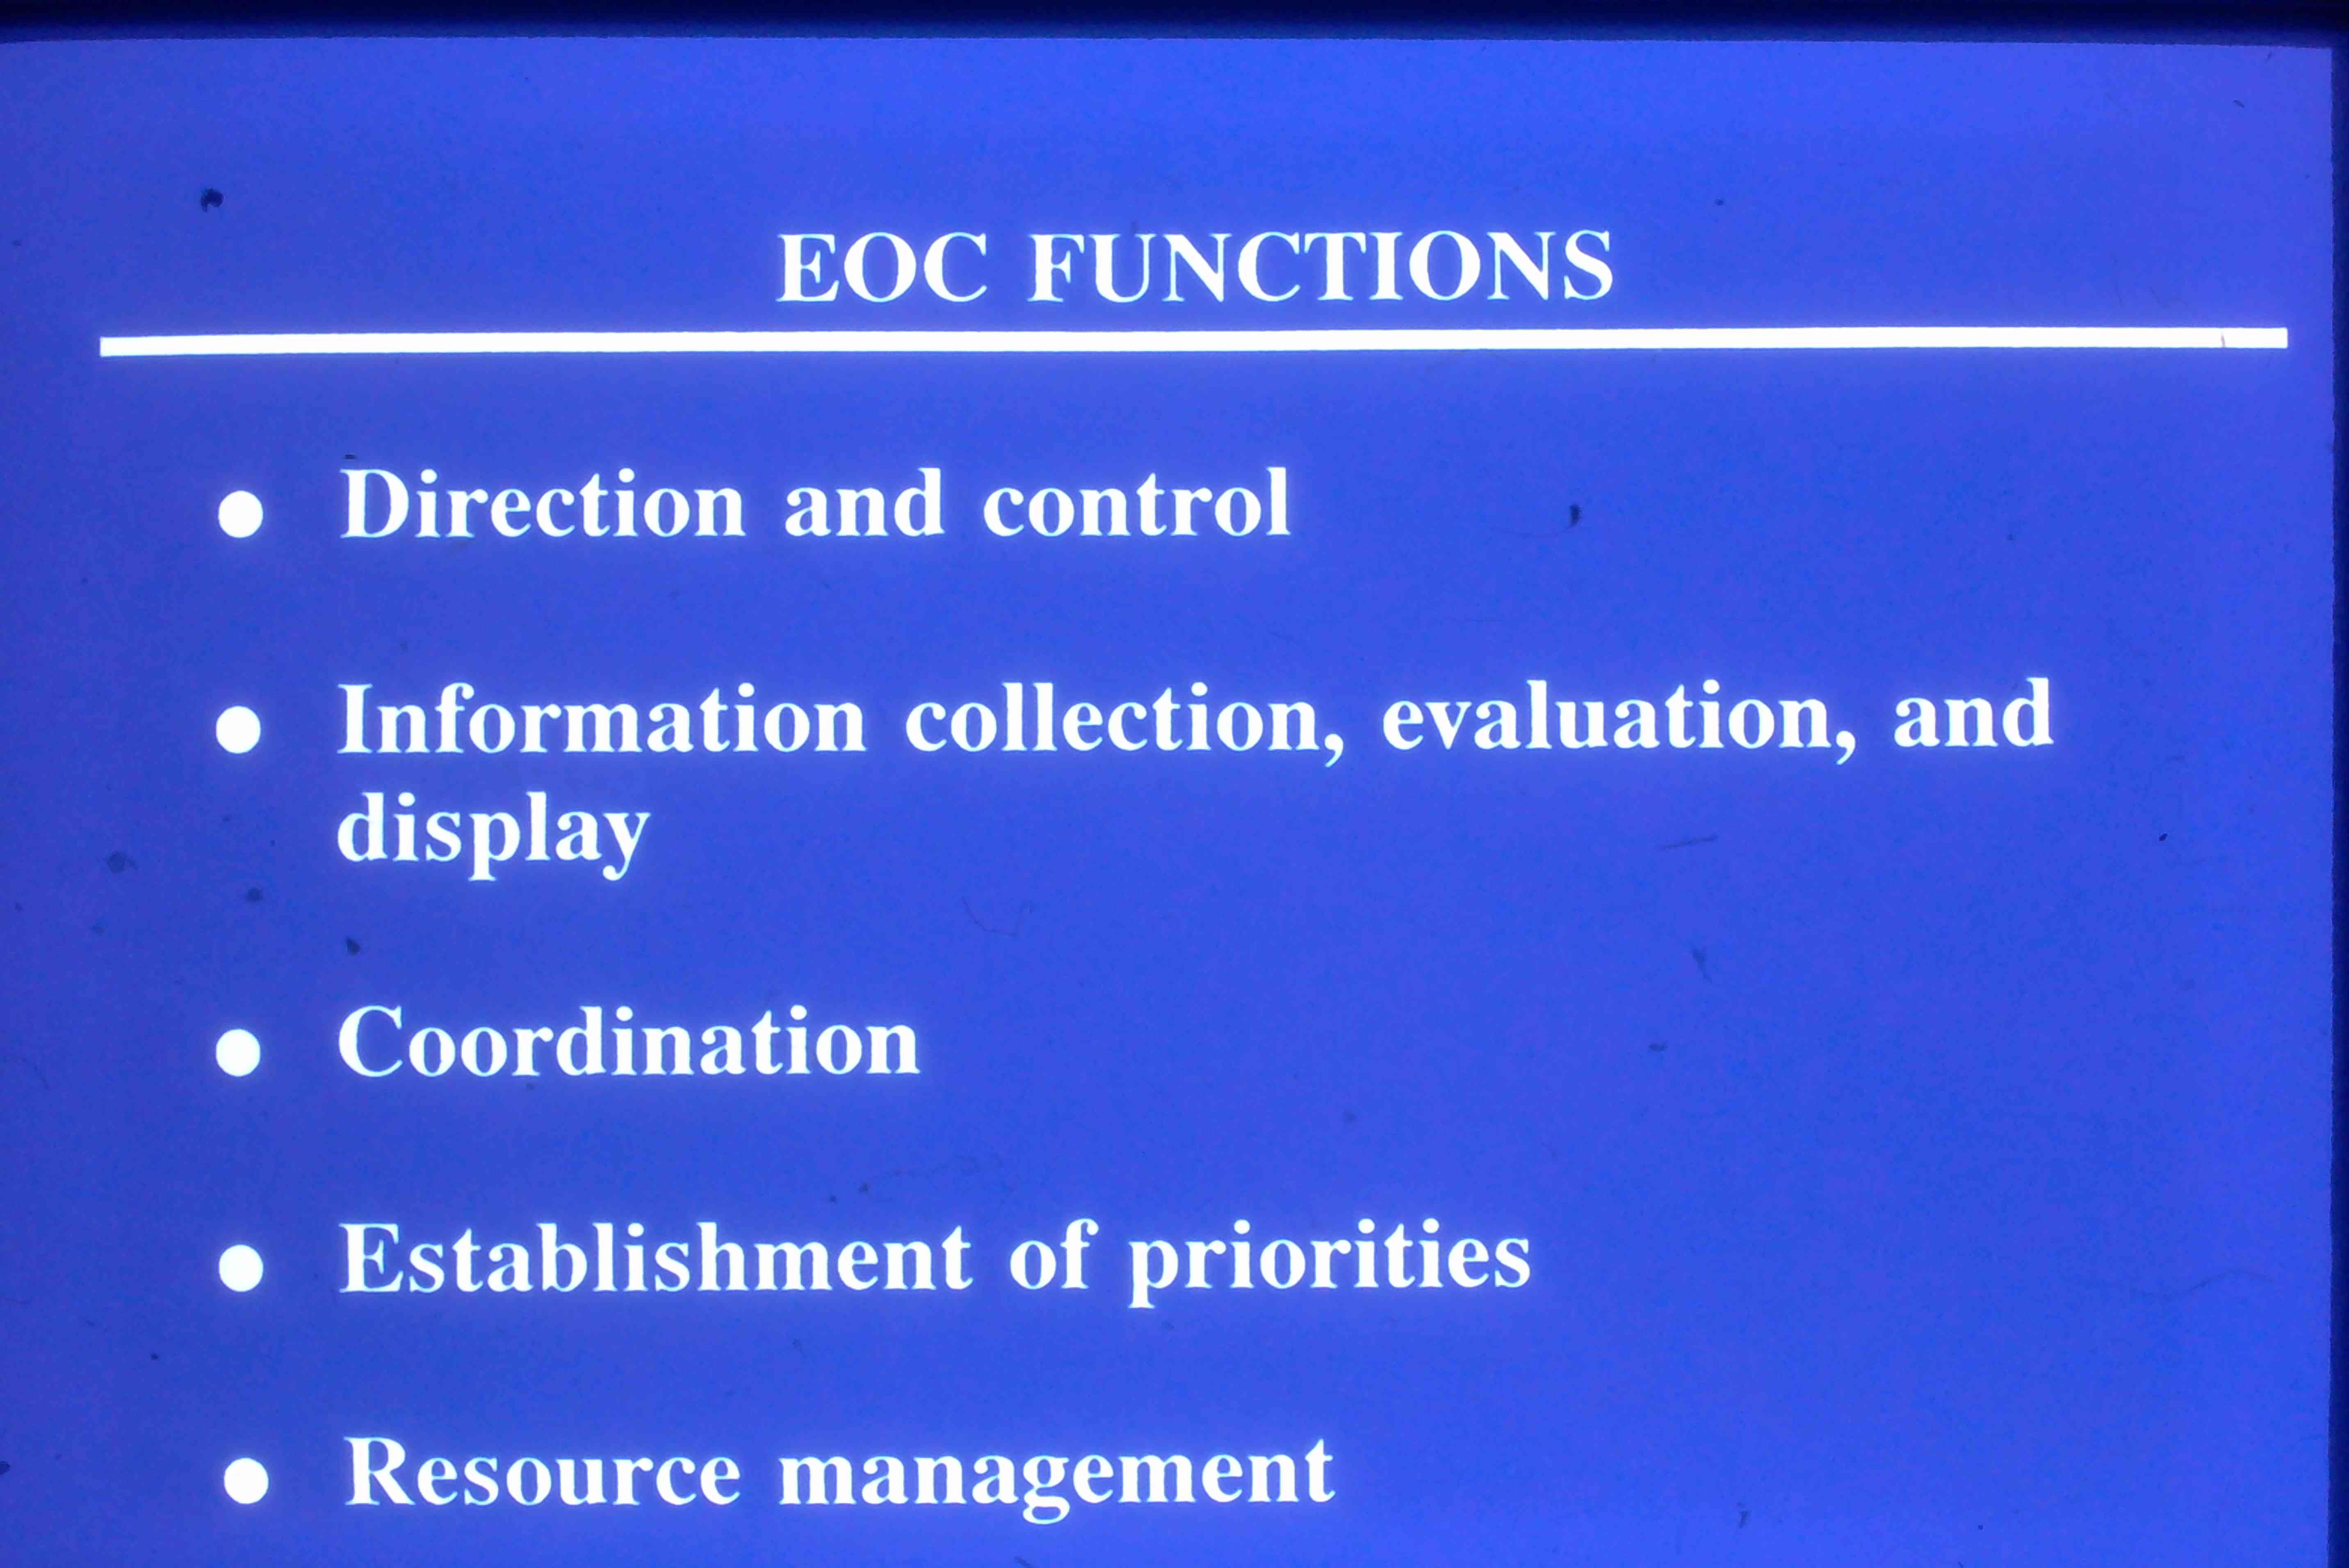 EOC FUNCTIONS
● Direction and control
● Information collection, evaluation, and
display
● Coordination
● Establishment of priorities
● Resource management